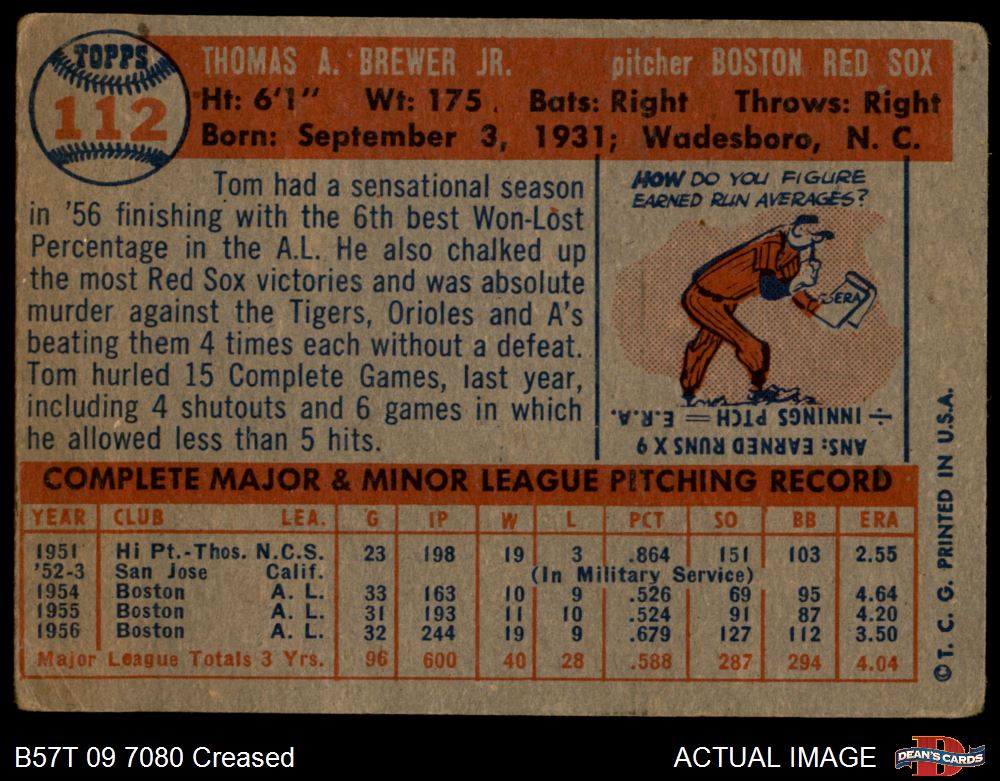 TOPPS
112
THOMAS A. BREWER JR. pitcher BOSTON RED SOX
Ht: 6'1" Wt: 175. Bats: Right Throws: Right
Born: September 3, 1931; Wadesboro, N. C.
Tom had a sensational season
in '56 finishing with the 6th best Won-Lost
Percentage in the A.L. He also chalked up
the most Red Sox victories and was absolute
murder against the Tigers, Orioles and A's
beating them 4 times each without a defeat.
Tom hurled 15 Complete Games, last year,
including 4 shutouts and 6 games in which
he allowed less than 5 hits.
HOW DO YOU FIGURE
EARNED RUN AVERAGES?
ERA
ANS: EARNED RUNS X 9
÷ INNINGS PTCH = E.R.A.
COMPLETE MAJOR & MINOR LEAGUE PITCHING RECORD
YEAR CLUB LEA. G IP W L PCT SO BB ERA
1951 Hi Pt.-Thos. N.C.S. 23 198 19 3 .864 151 103 2.55
'52-3 San Jose Calif. (In Military Service)
1954 Boston A. L. 33 163 10 9 .526 69 95 4.64
1955 Boston A. L. 31 193 11 10 .524 91 87 4.20
1956 Boston A. L. 32 244 19 9 .679 127 112 3.50
Major League Totals 3 Yrs. 96 600 40 28 .588 287 294 4.04
© T. C. G. PRINTED IN U.S.A.
B57T 09 7080 Creased
ACTUAL IMAGE
DEAN'S CARDS